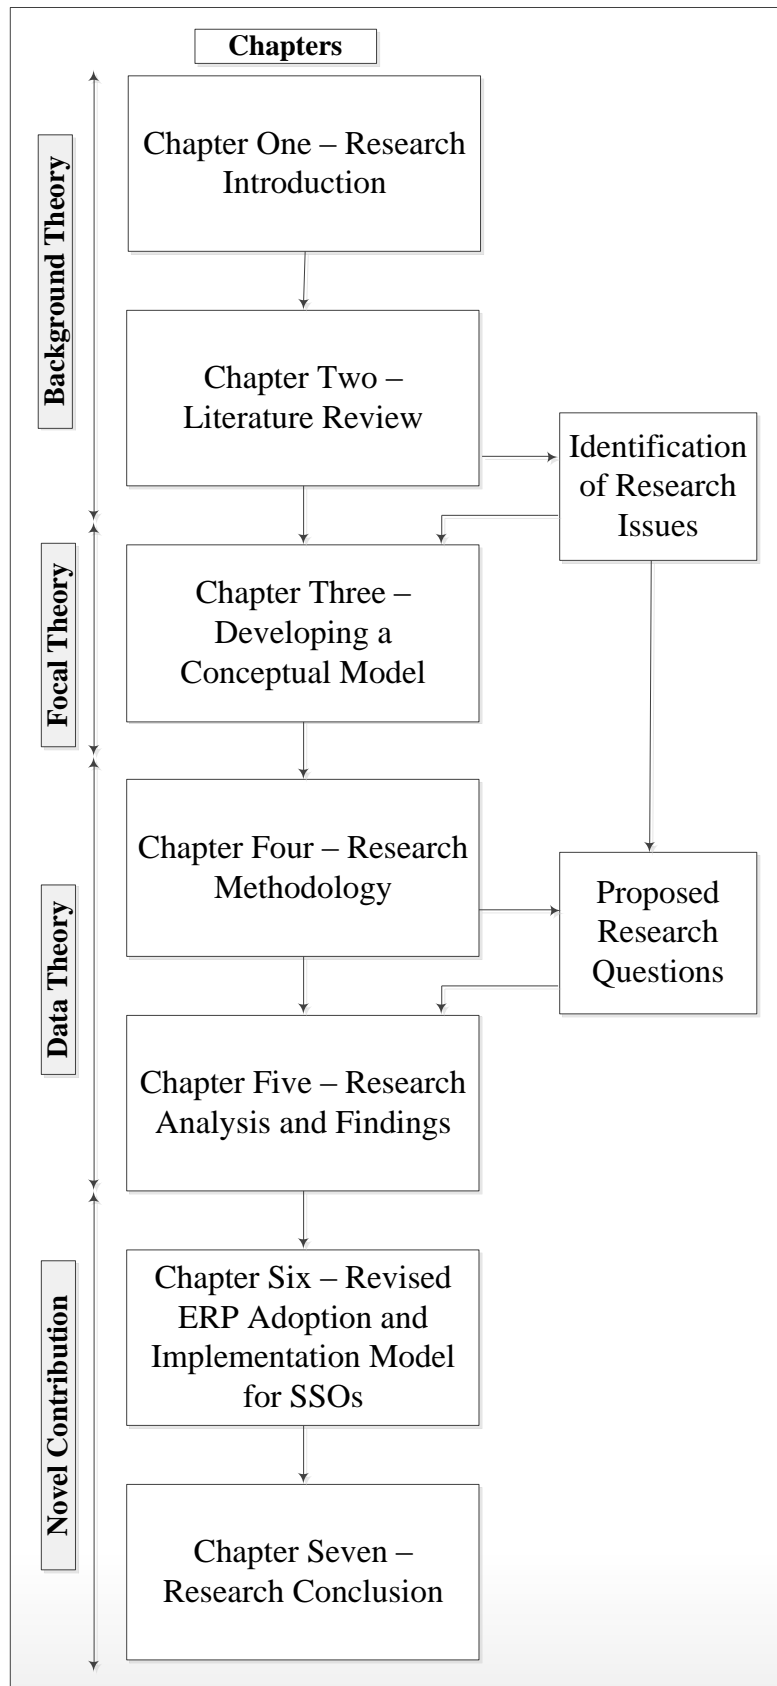 Chapters
Background Theory
Chapter One – Research
Introduction
Chapter Two –
Literature Review
Identification
of Research
Issues
Focal Theory
Chapter Three –
Developing a
Conceptual Model
Data Theory
Chapter Four – Research
Methodology
Proposed
Research
Questions
Chapter Five – Research
Analysis and Findings
Novel Contribution
Chapter Six – Revised
ERP Adoption and
Implementation Model
for SSOs
Chapter Seven –
Research Conclusion